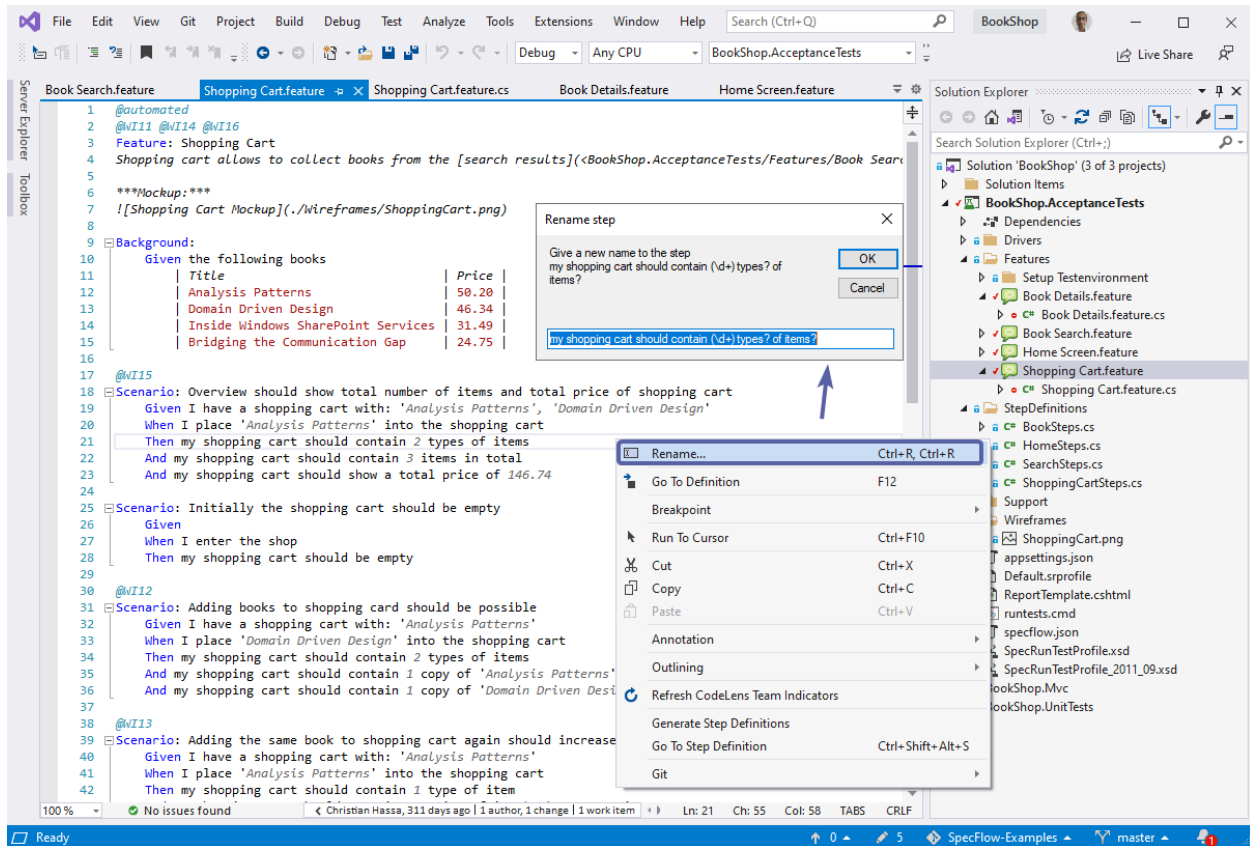 File Edit View Git Project Build Debug Test Analyze Tools Extensions Window Help Search (Ctrl+Q) BookShop
Debug Any CPU BookShop.AcceptanceTests Live Share
Server Explorer
Toolbox
Book Search.feature Shopping Cart.feature Shopping Cart.feature.cs Book Details.feature Home Screen.feature
1 @automated
2 @WI11 @WI14 @WI16
3 Feature: Shopping Cart
4 Shopping cart allows to collect books from the [search results](<BookShop.AcceptanceTests/Features/Book Sear
5
6 ***Mockup:***
7 ![Shopping Cart Mockup](./Wireframes/ShoppingCart.png)
8
9 Background:
10 Given the following books
11 | Title | Price |
12 | Analysis Patterns | 50.20 |
13 | Domain Driven Design | 46.34 |
14 | Inside Windows SharePoint Services | 31.49 |
15 | Bridging the Communication Gap | 24.75 |
16
17 @WI15
18 Scenario: Overview should show total number of items and total price of shopping cart
19 Given I have a shopping cart with: 'Analysis Patterns', 'Domain Driven Design'
20 When I place 'Analysis Patterns' into the shopping cart
21 Then my shopping cart should contain 2 types of items
22 And my shopping cart should contain 3 items in total
23 And my shopping cart should show a total price of 146.74
24
25 Scenario: Initially the shopping cart should be empty
26 Given
27 When I enter the shop
28 Then my shopping cart should be empty
29
30 @WI12
31 Scenario: Adding books to shopping card should be possible
32 Given I have a shopping cart with: 'Analysis Patterns'
33 When I place 'Domain Driven Design' into the shopping cart
34 Then my shopping cart should contain 2 types of items
35 And my shopping cart should contain 1 copy of 'Analysis Patterns'
36 And my shopping cart should contain 1 copy of 'Domain Driven Desi
37
38 @WI13
39 Scenario: Adding the same book to shopping cart again should increase
40 Given I have a shopping cart with: 'Analysis Patterns'
41 When I place 'Analysis Patterns' into the shopping cart
42 Then my shopping cart should contain 1 type of item
Rename step
Give a new name to the step
my shopping cart should contain (\d+) types? of
items?
OK
Cancel
my shopping cart should contain (\d+) types? of items?
Rename... Ctrl+R, Ctrl+R
Go To Definition F12
Breakpoint
Run To Cursor Ctrl+F10
Cut Ctrl+X
Copy Ctrl+C
Paste Ctrl+V
Annotation
Outlining
Refresh CodeLens Team Indicators
Generate Step Definitions
Go To Step Definition Ctrl+Shift+Alt+S
Git
Solution Explorer
Search Solution Explorer (Ctrl+;)
Solution 'BookShop' (3 of 3 projects)
Solution Items
BookShop.AcceptanceTests
Dependencies
Drivers
Features
Setup Testenvironment
Book Details.feature
C# Book Details.feature.cs
Book Search.feature
Home Screen.feature
Shopping Cart.feature
C# Shopping Cart.feature.cs
StepDefinitions
C# BookSteps.cs
C# HomeSteps.cs
C# SearchSteps.cs
C# ShoppingCartSteps.cs
Support
Wireframes
ShoppingCart.png
appsettings.json
Default.srprofile
ReportTemplate.cshtml
runtests.cmd
specflow.json
SpecRunTestProfile.xsd
SpecRunTestProfile_2011_09.xsd
BookShop.Mvc
BookShop.UnitTests
100 % No issues found Christian Hassa, 311 days ago | 1 author, 1 change | 1 work item Ln: 21 Ch: 55 Col: 58 TABS CRLF
Ready 0 5 SpecFlow-Examples master 1